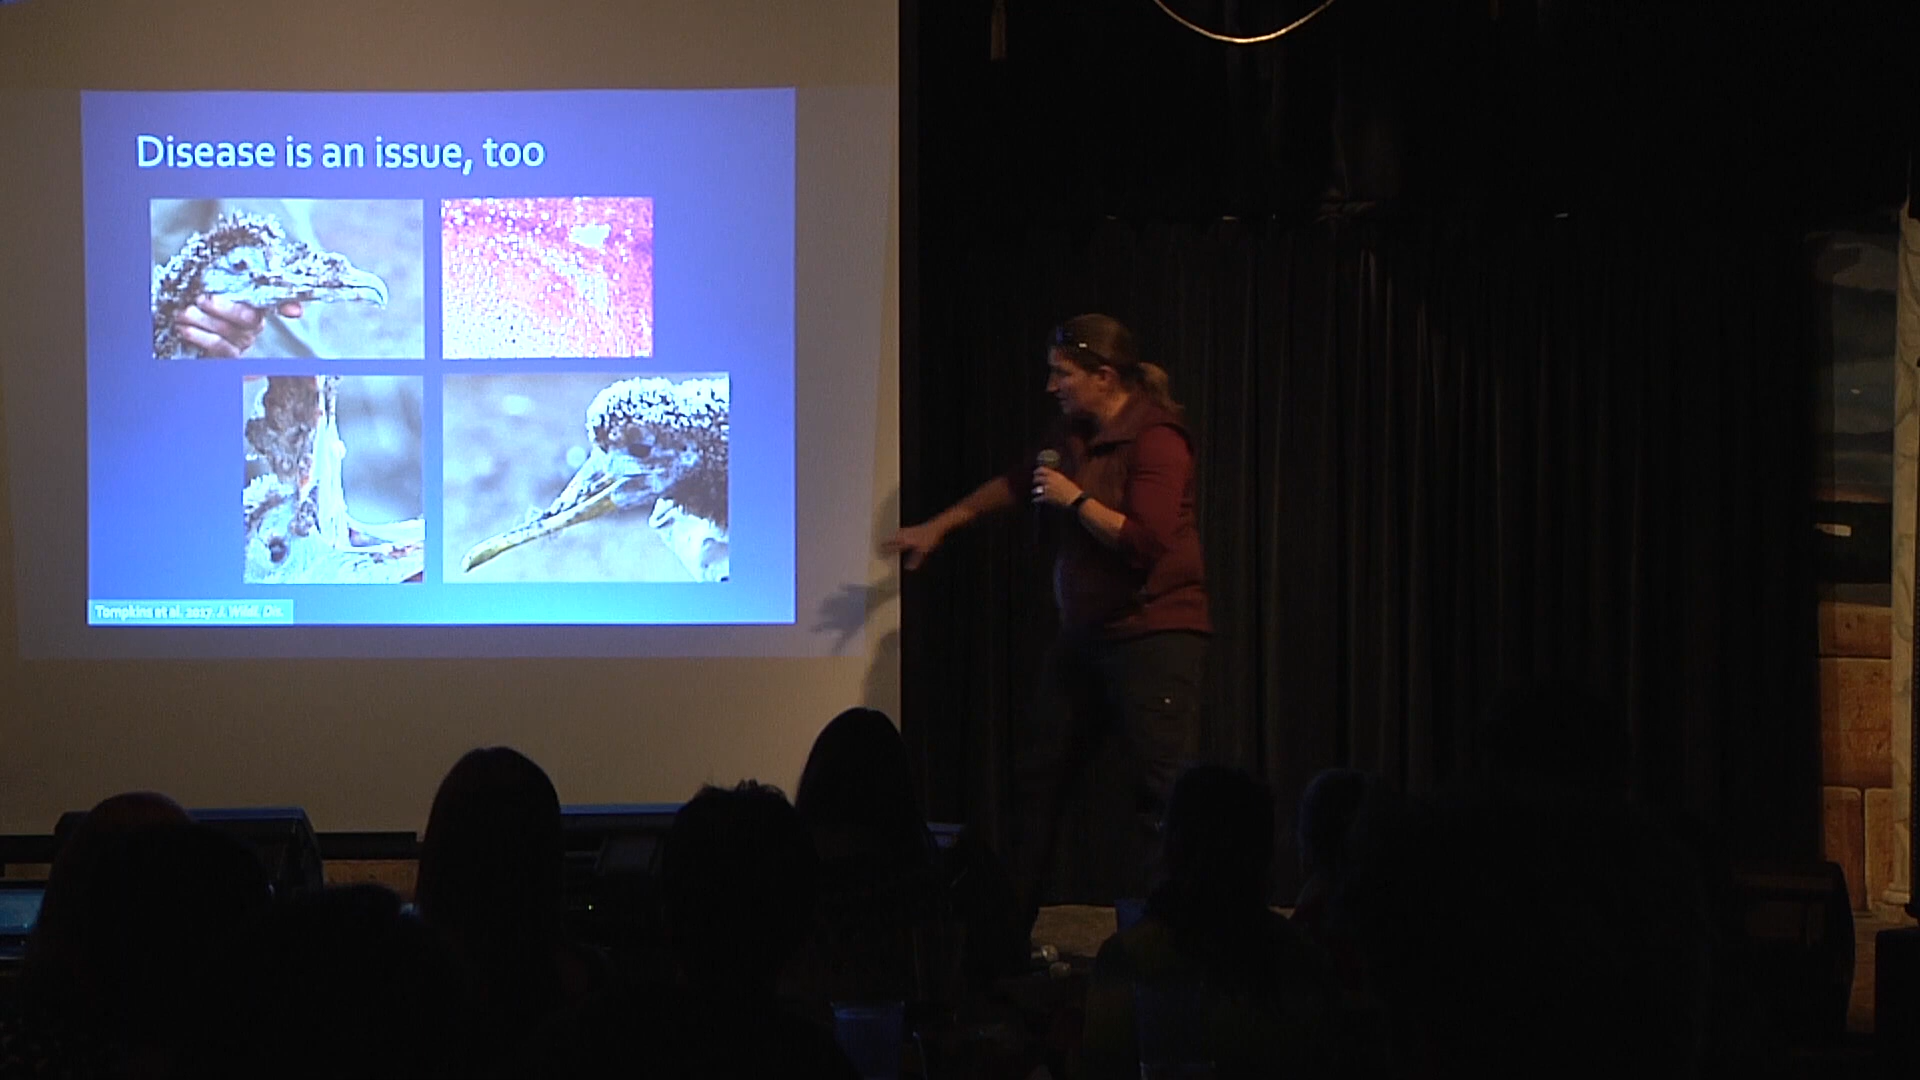 Disease is an issue, too
Tompkins et al. 2017. J. Wildl. Dis.